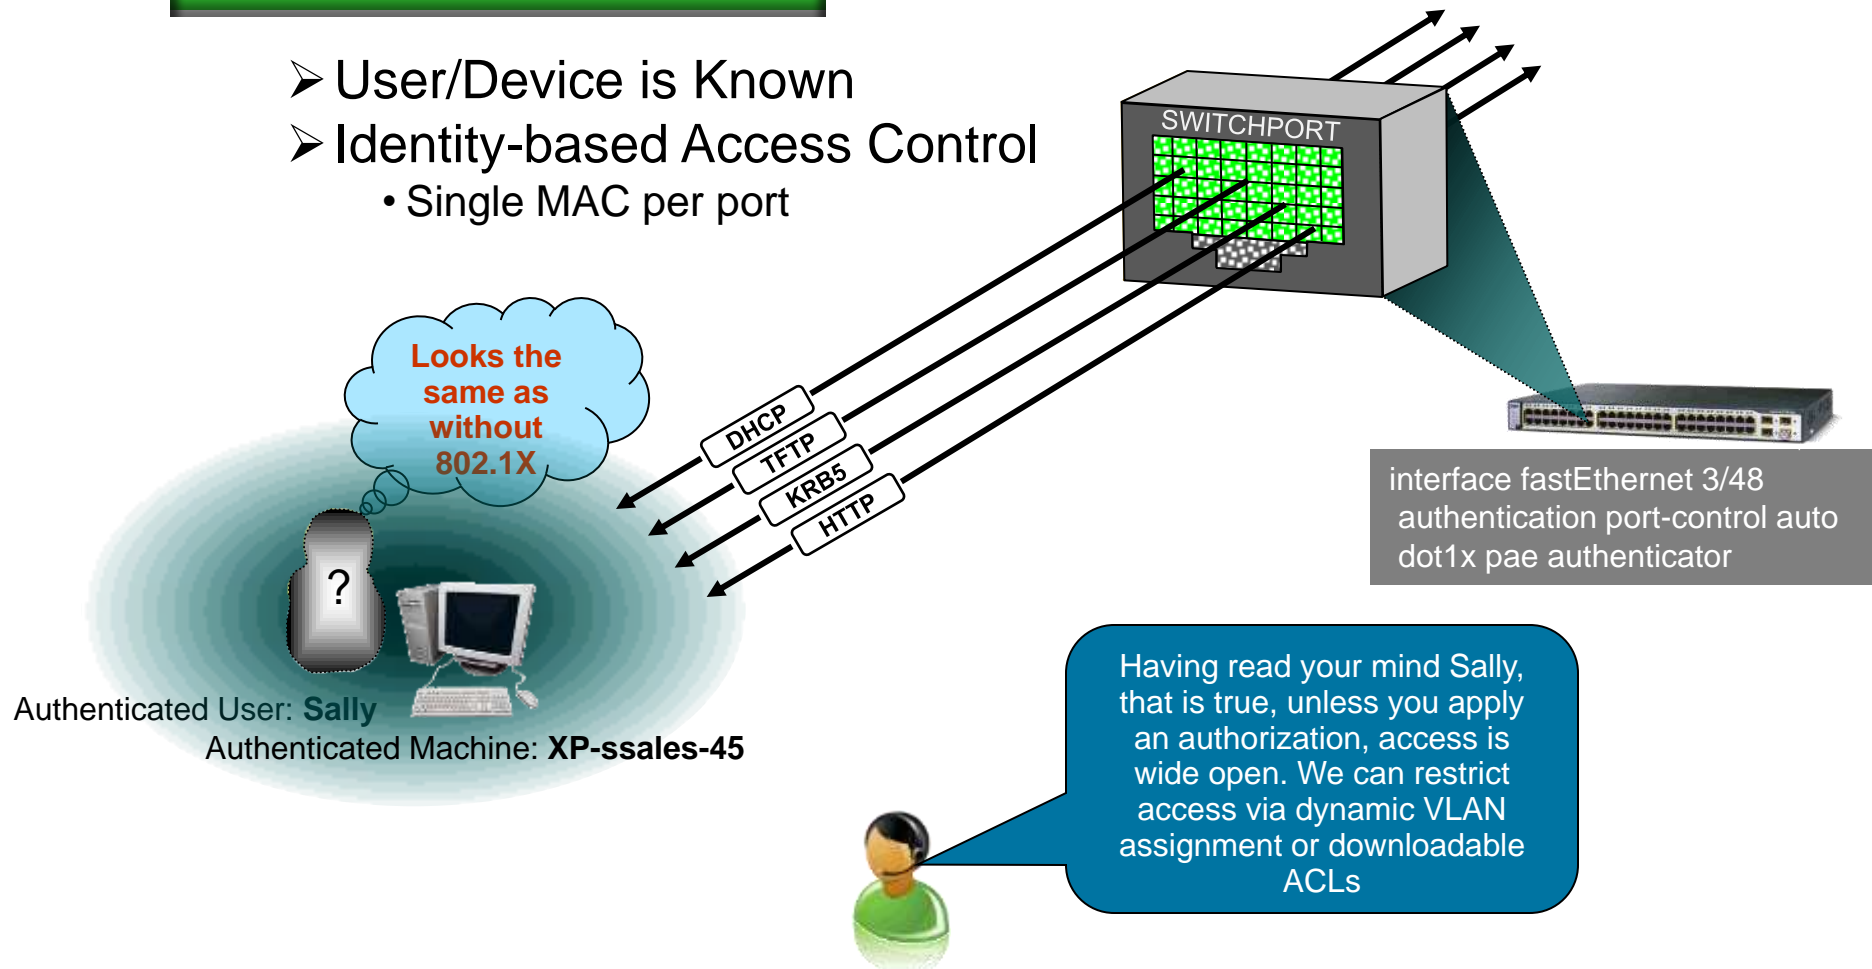 ➢ User/Device is Known
➢ Identity-based Access Control
• Single MAC per port
SWITCHPORT
Looks the
same as
without
802.1X
DHCP
TFTP
KRB5
HTTP
interface fastEthernet 3/48
authentication port-control auto
dot1x pae authenticator
?
Authenticated User: Sally
Authenticated Machine: XP-ssales-45
Having read your mind Sally,
that is true, unless you apply
an authorization, access is
wide open. We can restrict
access via dynamic VLAN
assignment or downloadable
ACLs